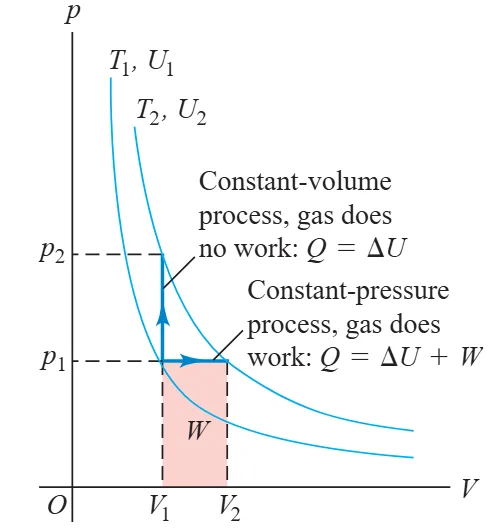 p
T₁, U₁
T₂, U₂
Constant-volume
process, gas does
no work: Q = ΔU
p₂
Constant-pressure
process, gas does
work: Q = ΔU + W
p₁
W
O
V₁
V₂
V